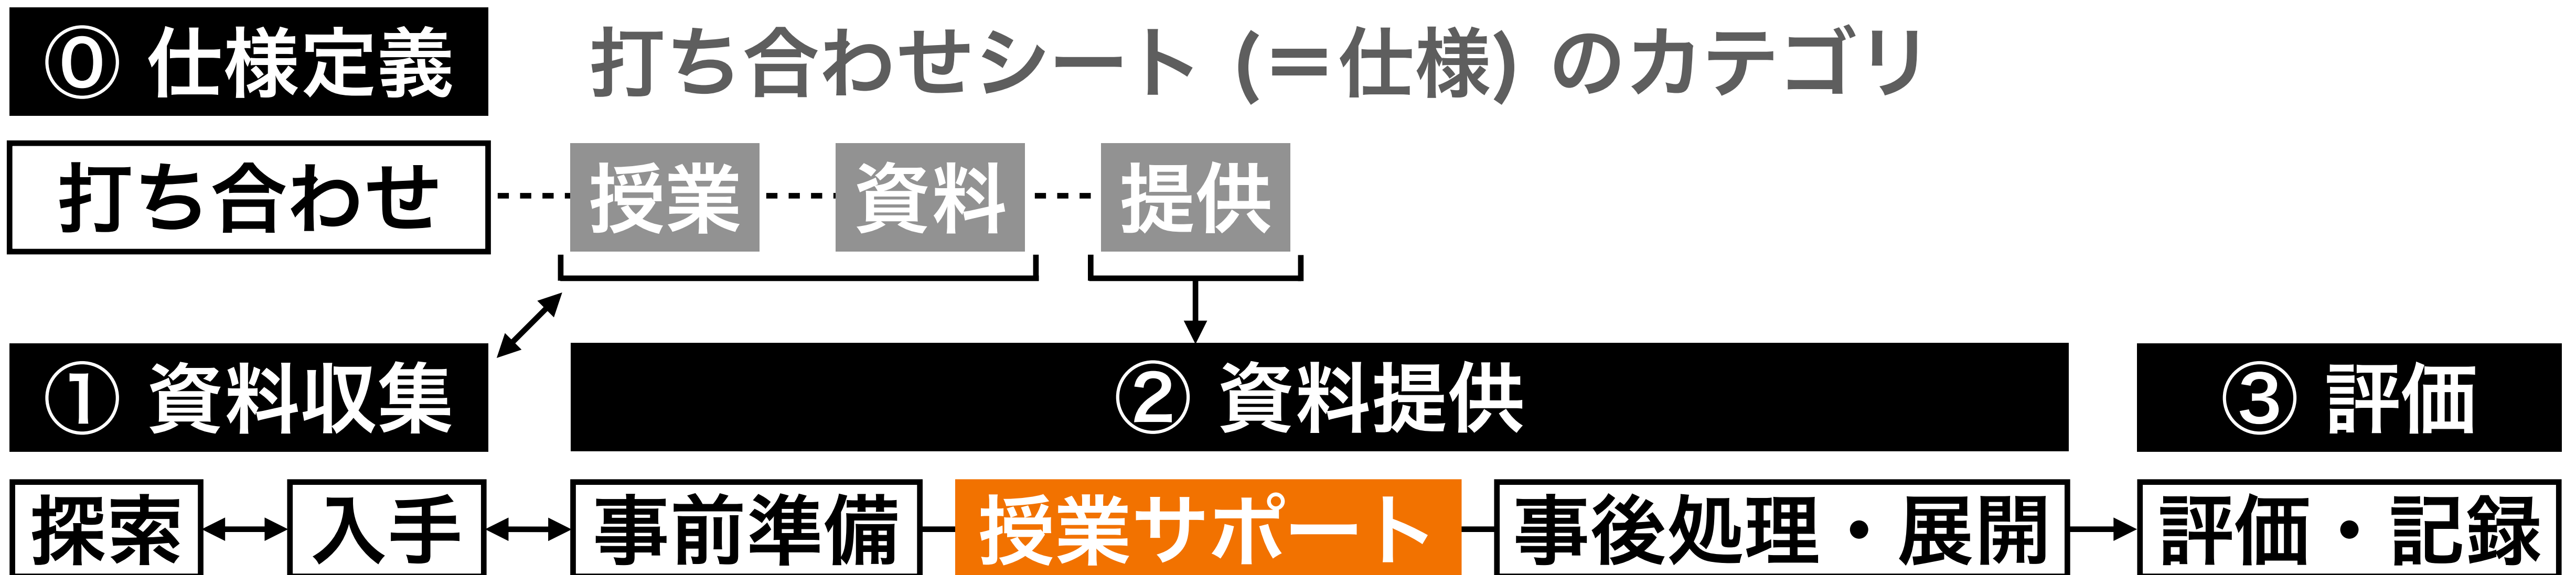 ⓪ 仕様定義
打ち合わせシート (=仕様) のカテゴリ
打ち合わせ
授業
資料
提供
① 資料収集
② 資料提供
③ 評価
探索
入手
事前準備
授業サポート
事後処理・展開
評価・記録